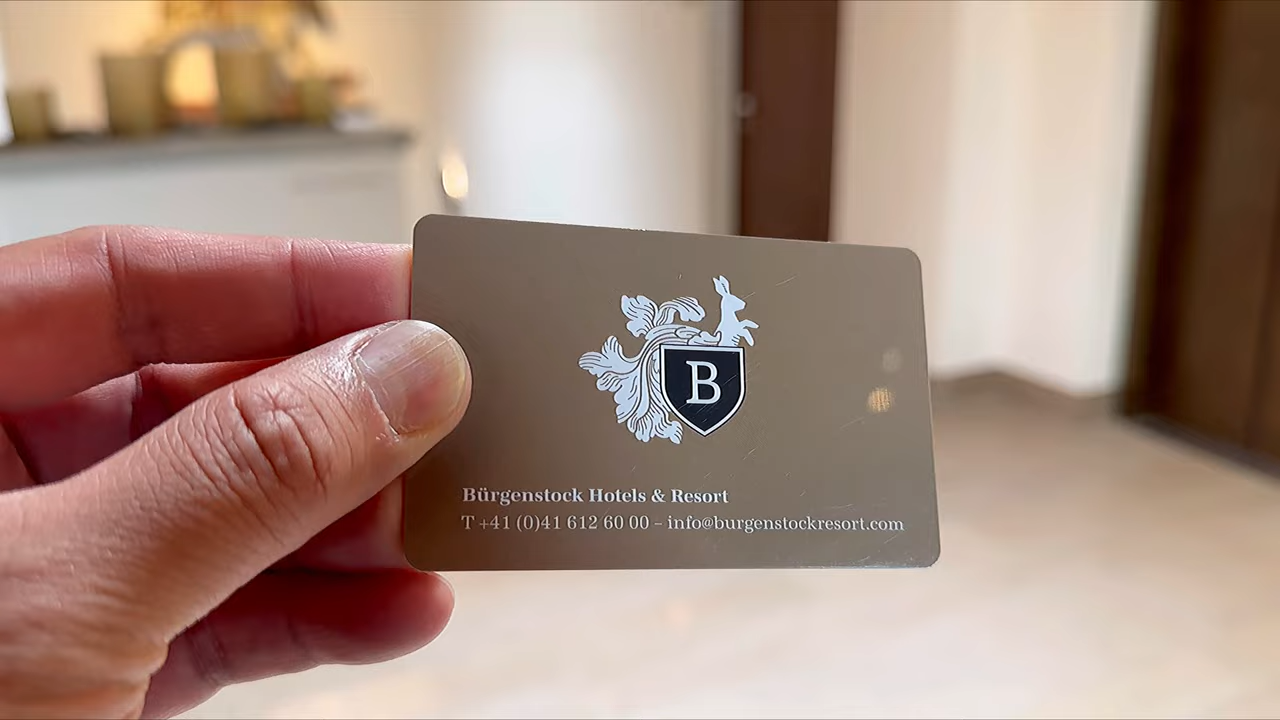 B
Bürgenstock Hotels & Resort
T +41 (0)41 612 60 00 – info@burgenstockresort.com